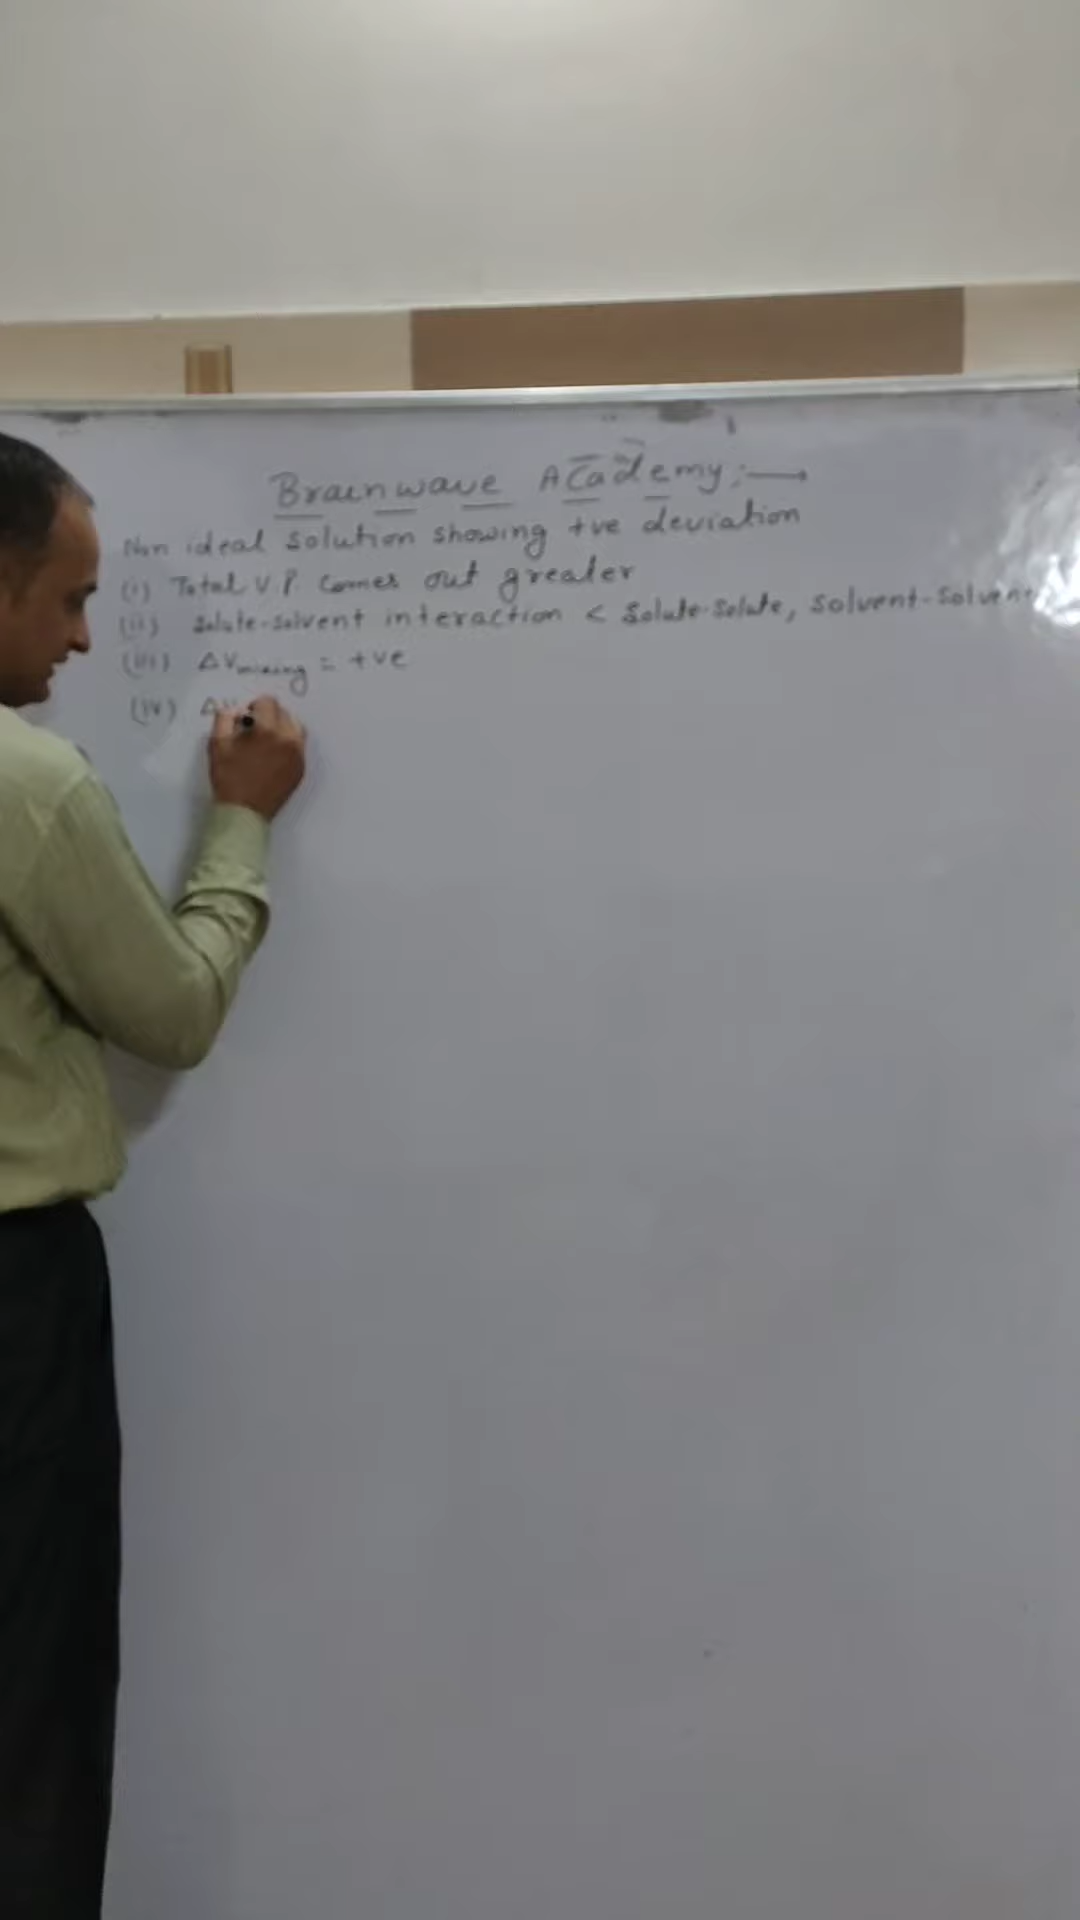 Brainwave Academy:→
Non ideal solution showing +ve deviation
(i) Total V.P. Comes out greater
(ii) Solute-solvent interaction < Solute-Solute, Solvent-Solvent
(iii) ΔVmixing = +ve
(iv) Δ